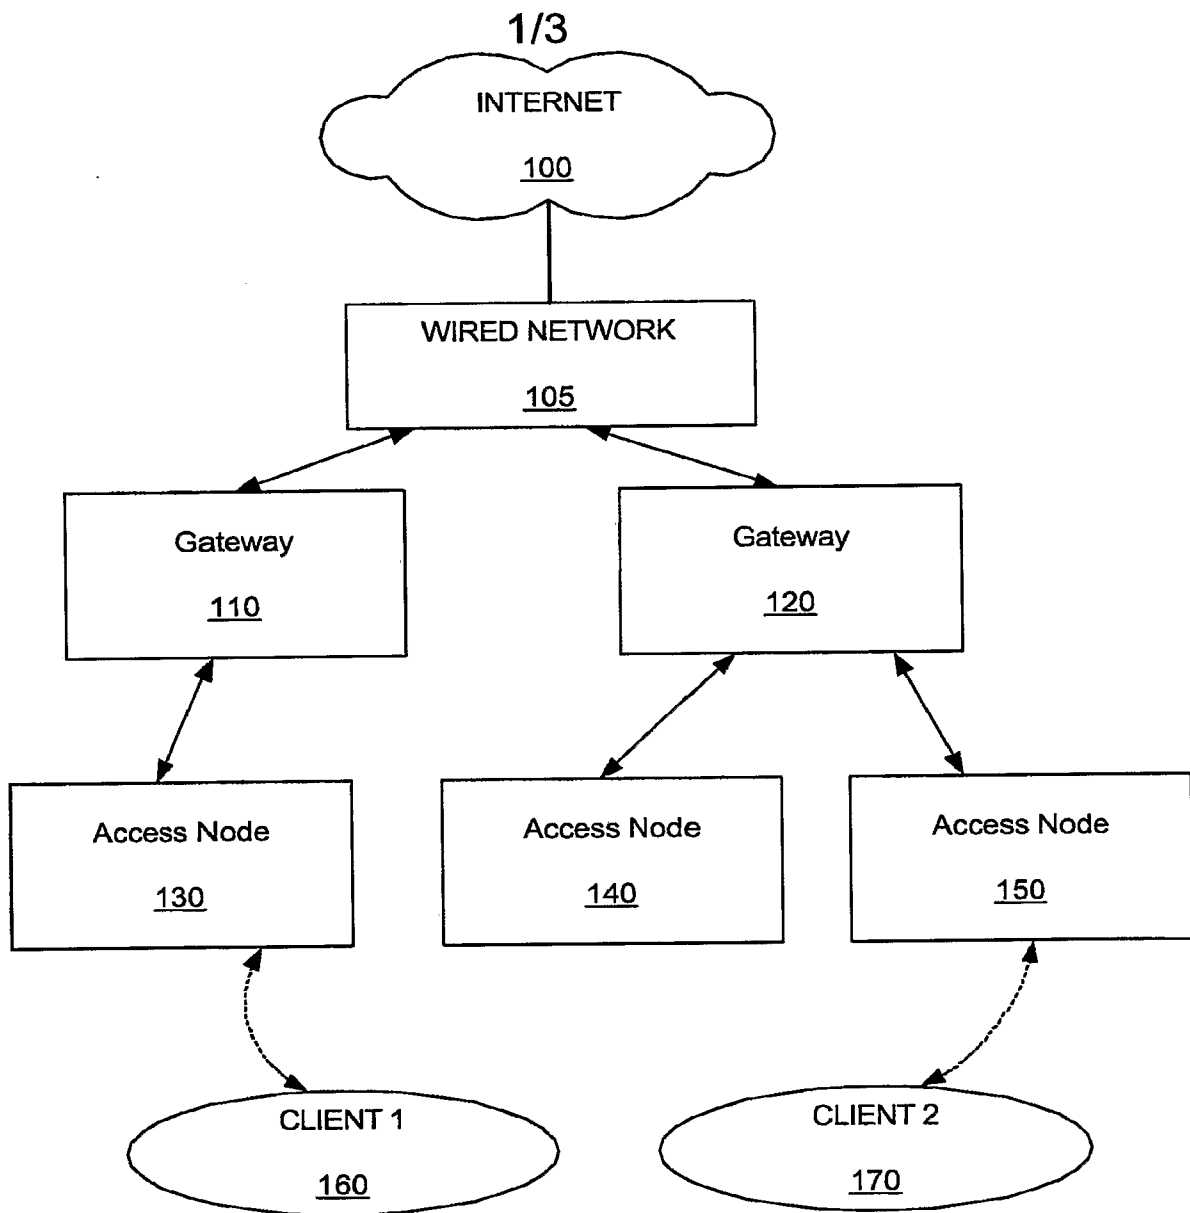 1/3
INTERNET
100
WIRED NETWORK
105
Gateway
110
Gateway
120
Access Node
130
Access Node
140
Access Node
150
CLIENT 1
160
CLIENT 2
170